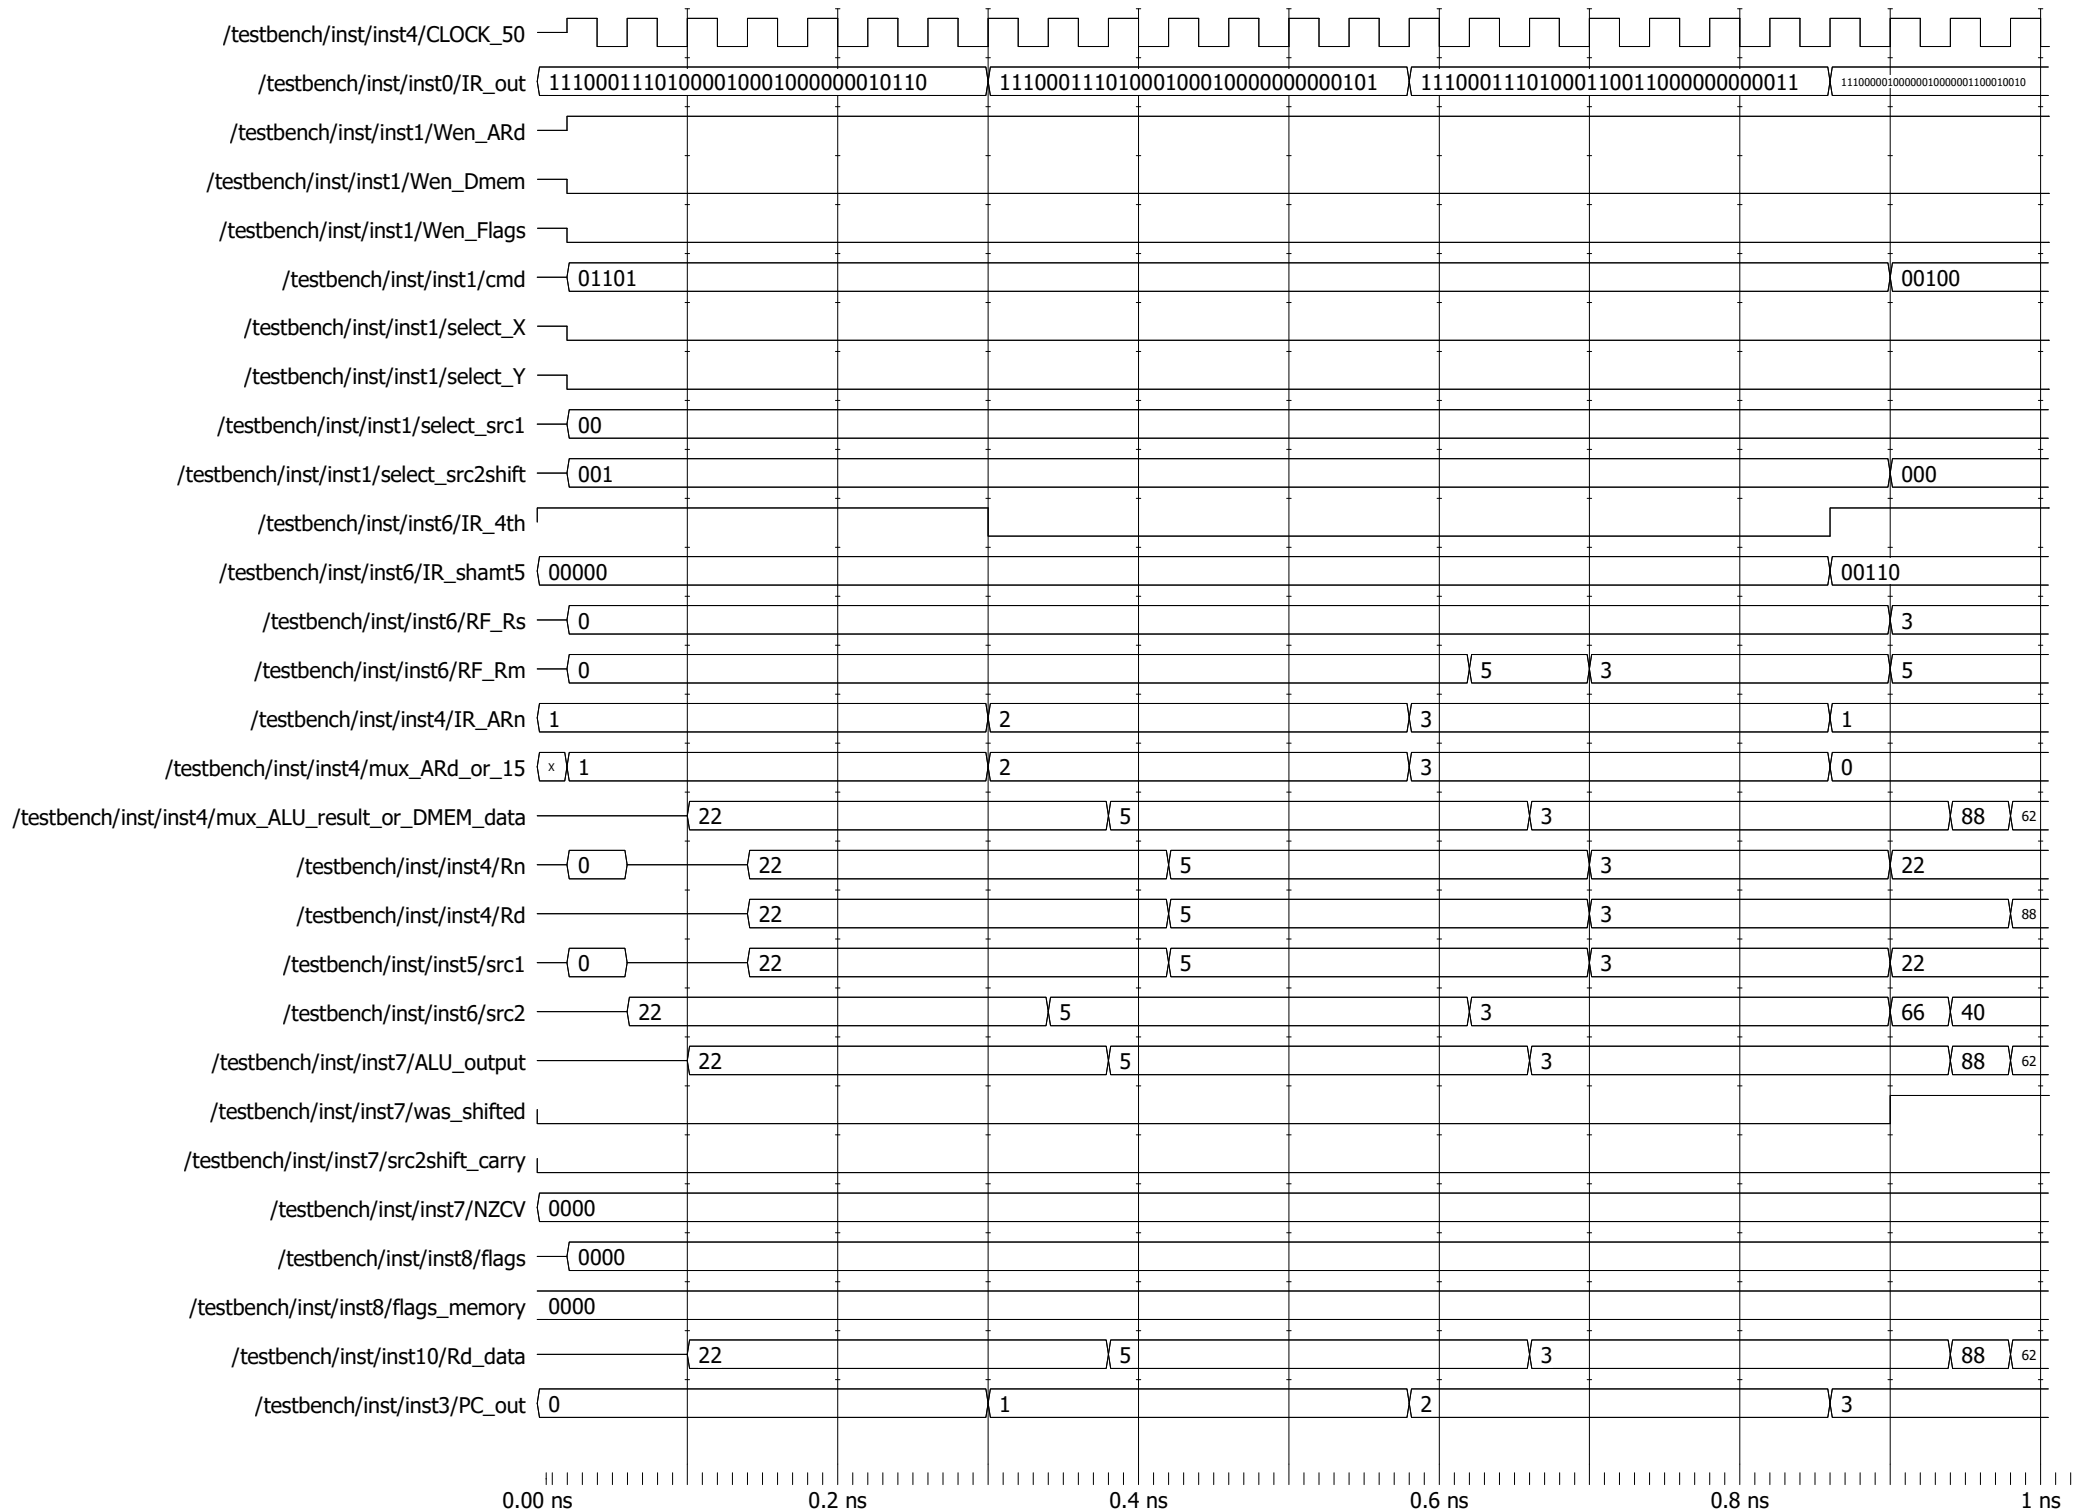 /testbench/inst/inst4/CLOCK_50
/testbench/inst/inst0/IR_out 11100011101000010001000000010110 11100011101000100010000000000101 11100011101000110011000000000011 11100000100000010000001100010010
/testbench/inst/inst1/Wen_ARd
/testbench/inst/inst1/Wen_Dmem
/testbench/inst/inst1/Wen_Flags
/testbench/inst/inst1/cmd 01101 00100
/testbench/inst/inst1/select_X
/testbench/inst/inst1/select_Y
/testbench/inst/inst1/select_src1 00
/testbench/inst/inst1/select_src2shift 001 000
/testbench/inst/inst6/IR_4th
/testbench/inst/inst6/IR_shamt5 00000 00110
/testbench/inst/inst6/RF_Rs 0 3
/testbench/inst/inst6/RF_Rm 0 5 3 5
/testbench/inst/inst4/IR_ARn 1 2 3 1
/testbench/inst/inst4/mux_ARd_or_15 x 1 2 3 0
/testbench/inst/inst4/mux_ALU_result_or_DMEM_data 22 5 3 88 62
/testbench/inst/inst4/Rn 0 22 5 3 22
/testbench/inst/inst4/Rd 22 5 3 88
/testbench/inst/inst5/src1 0 22 5 3 22
/testbench/inst/inst6/src2 22 5 3 66 40
/testbench/inst/inst7/ALU_output 22 5 3 88 62
/testbench/inst/inst7/was_shifted
/testbench/inst/inst7/src2shift_carry
/testbench/inst/inst7/NZCV 0000
/testbench/inst/inst8/flags 0000
/testbench/inst/inst8/flags_memory 0000
/testbench/inst/inst10/Rd_data 22 5 3 88 62
/testbench/inst/inst3/PC_out 0 1 2 3
0.00 ns 0.2 ns 0.4 ns 0.6 ns 0.8 ns 1 ns